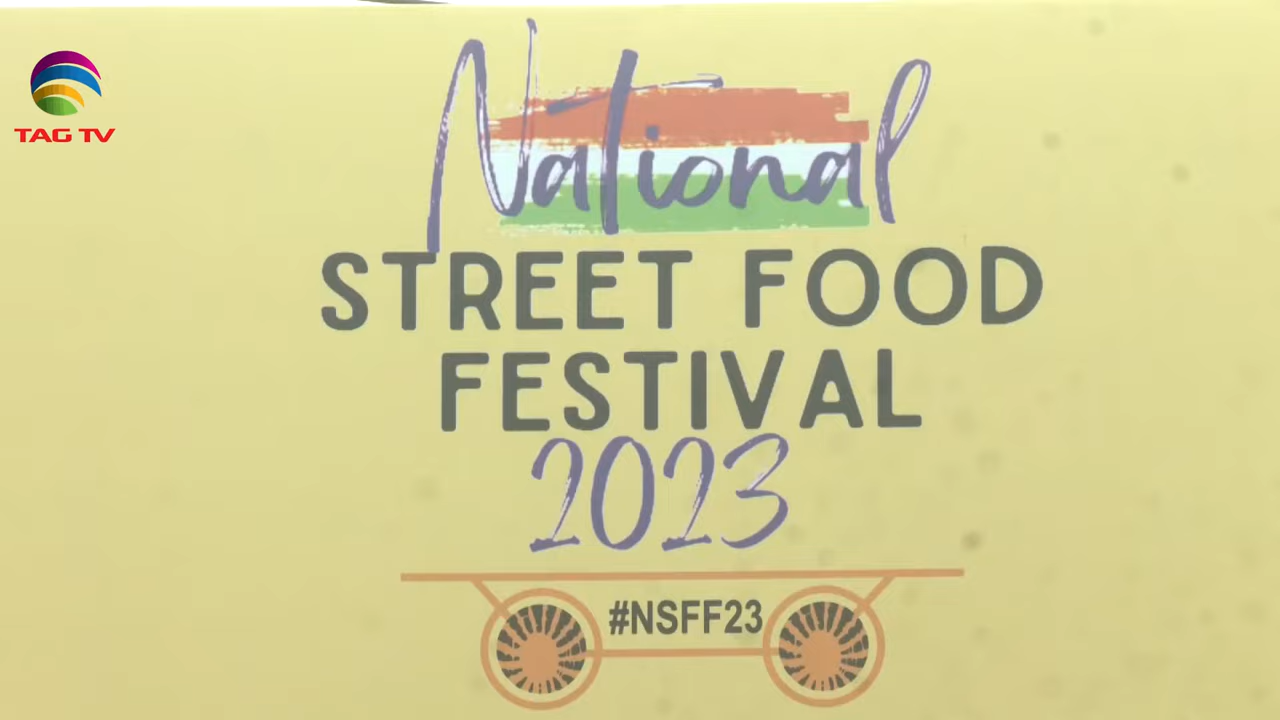 TAG TV
National
STREET FOOD
FESTIVAL
2023
#NSFF23